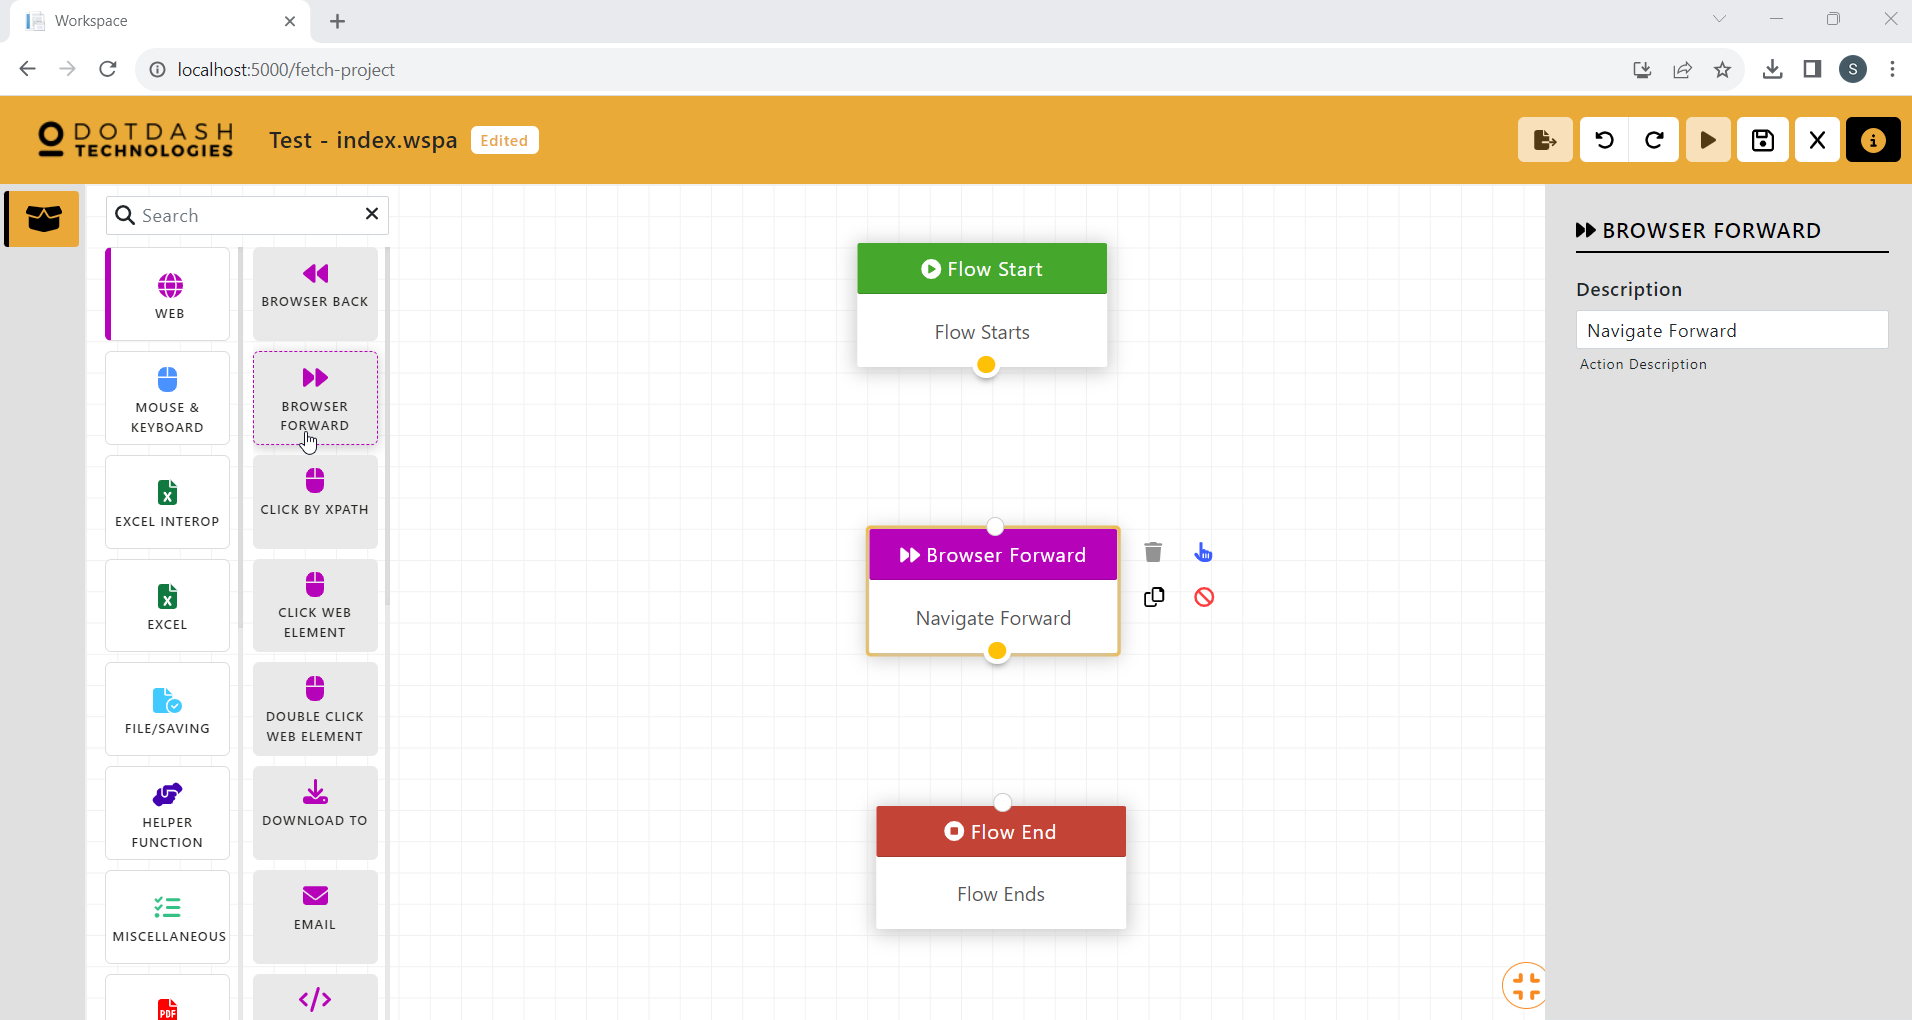 Workspace
localhost:5000/fetch-project
S
DOTDASH
TECHNOLOGIES
Test - index.wspa
Edited
Search
WEB
MOUSE &
KEYBOARD
EXCEL INTEROP
EXCEL
FILE/SAVING
HELPER
FUNCTION
MISCELLANEOUS
PDF
BROWSER BACK
BROWSER
FORWARD
CLICK BY XPATH
CLICK WEB
ELEMENT
DOUBLE CLICK
WEB ELEMENT
DOWNLOAD TO
EMAIL
Flow Start
Flow Starts
Browser Forward
Navigate Forward
Flow End
Flow Ends
BROWSER FORWARD
Description
Navigate Forward
Action Description